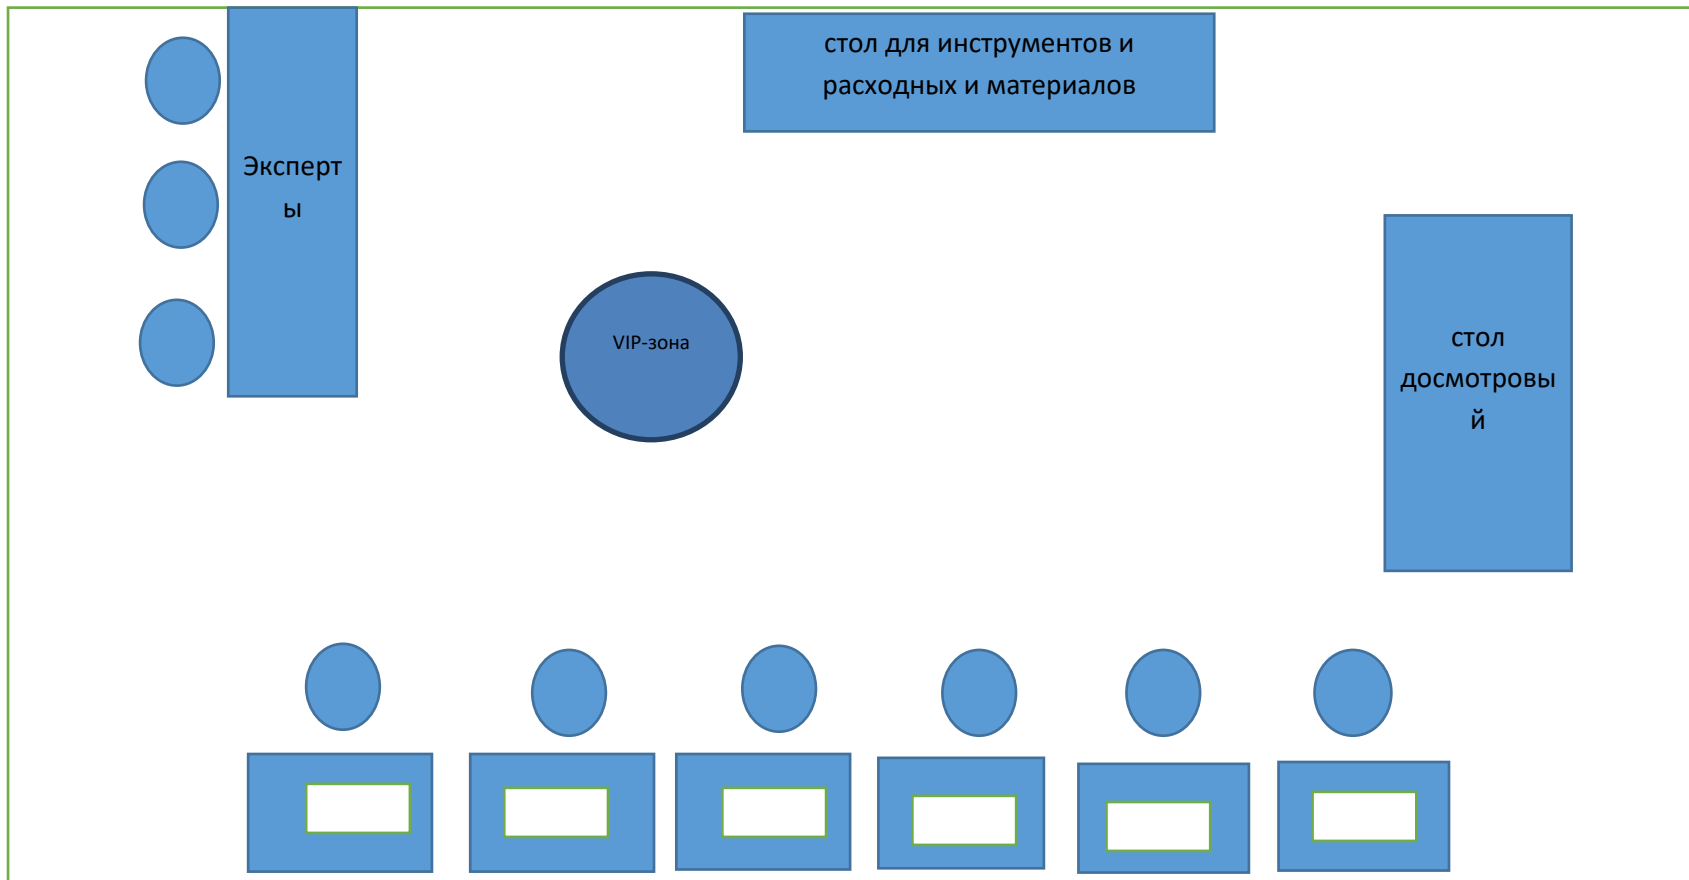 стол для инструментов и
расходных и материалов
Эксперт
ы
VIP-зона
стол
досмотровы
й